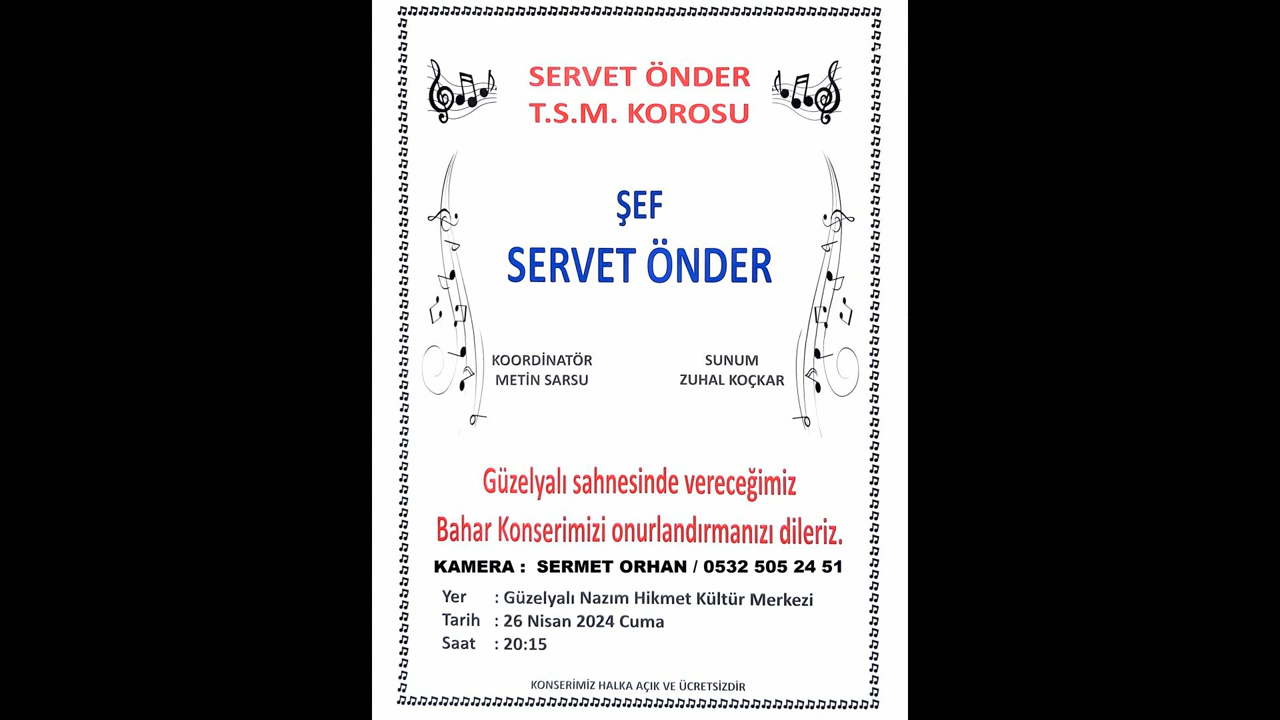 SERVET ÖNDER
T.S.M. KOROSU
ŞEF
SERVET ÖNDER
KOORDİNATÖR
METİN SARSU
SUNUM
ZUHAL KOÇKAR
Güzelyalı sahnesinde vereceğimiz
Bahar Konserimizi onurlandırmanızı dileriz.
KAMERA : SERMET ORHAN / 0532 505 24 51
Yer : Güzelyalı Nazım Hikmet Kültür Merkezi
Tarih : 26 Nisan 2024 Cuma
Saat : 20:15
KONSERİMİZ HALKA AÇIK VE ÜCRETSİZDİR